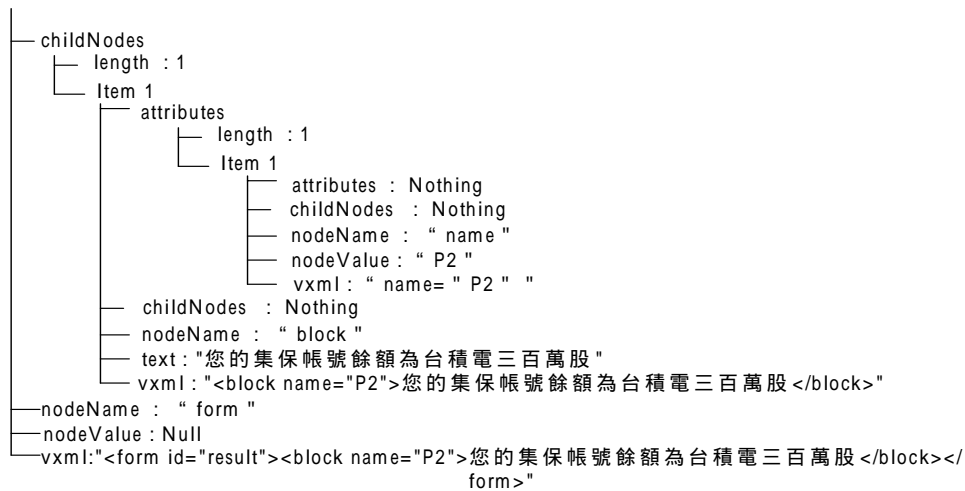 childNodes
length : 1
Item 1
attributes
length : 1
Item 1
attributes : Nothing
childNodes : Nothing
nodeName : “ name "
nodeValue : “ P2 "
vxml : “ name= " P2 " "
childNodes : Nothing
nodeName : “ block "
text : "您的集保帳號餘額為台積電三百萬股"
vxml : "<block name="P2">您的集保帳號餘額為台積電三百萬股</block>"
nodeName : “ form "
nodeValue : Null
vxml:"<form id="result"><block name="P2">您的集保帳號餘額為台積電三百萬股</block></
form>"